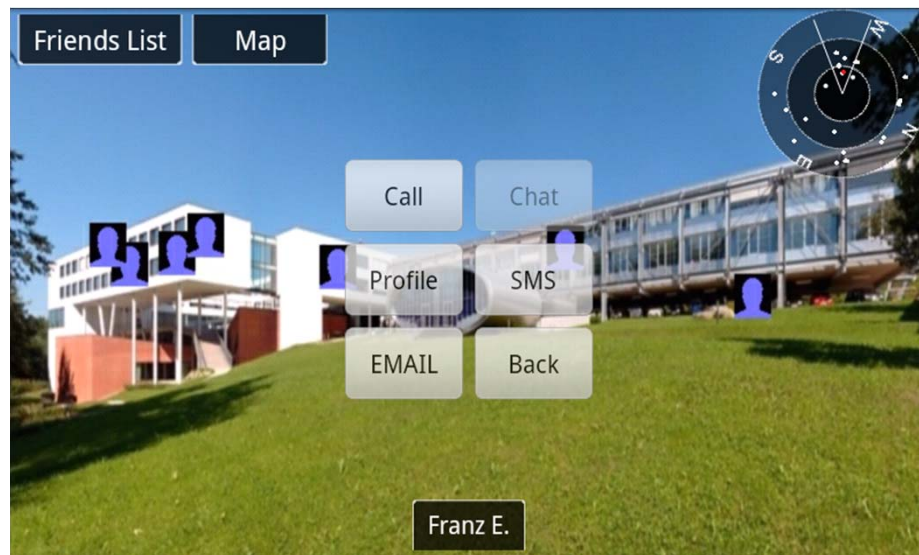 Friends List
Map
W
S
N
E
Call
Chat
Profile
SMS
EMAIL
Back
Franz E.